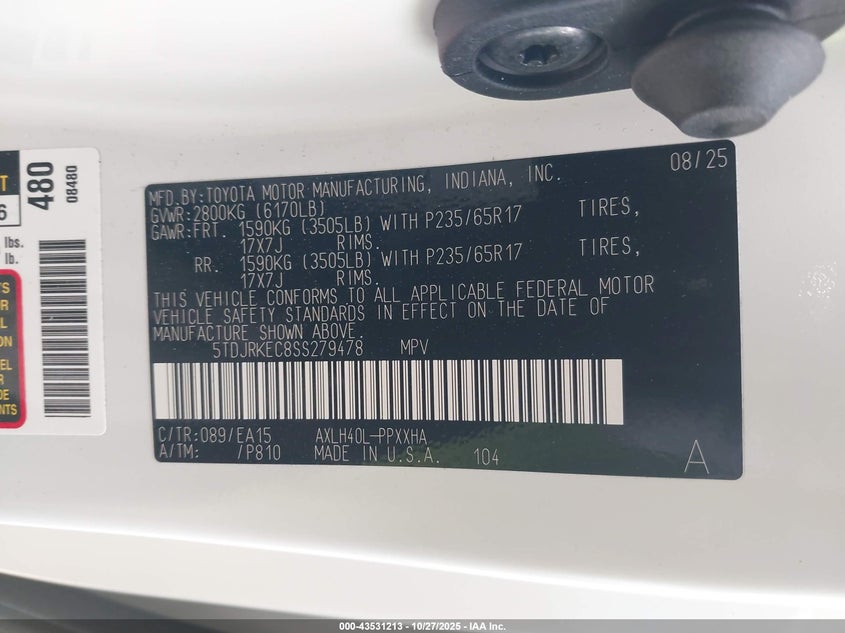 08/25
MFD.BY:TOYOTA MOTOR MANUFACTURING, INDIANA, INC.
GVWR:2800KG (6170LB)
GAWR:FRT. 1590KG (3505LB) WITH P235/65R17 TIRES,
17X7J RIMS.
RR. 1590KG (3505LB) WITH P235/65R17 TIRES,
17X7J RIMS.
THIS VEHICLE CONFORMS TO ALL APPLICABLE FEDERAL MOTOR
VEHICLE SAFETY STANDARDS IN EFFECT ON THE DATE OF
MANUFACTURE SHOWN ABOVE.
5TDJRKEC8SS279478 MPV
C/TR:089/EA15 AXLH40L-PPXXHA
A/TM: /P810 MADE IN U.S.A. 104 A
480
08480
lbs.
lb.
000-43531213 - 10/27/2025 - IAA Inc.